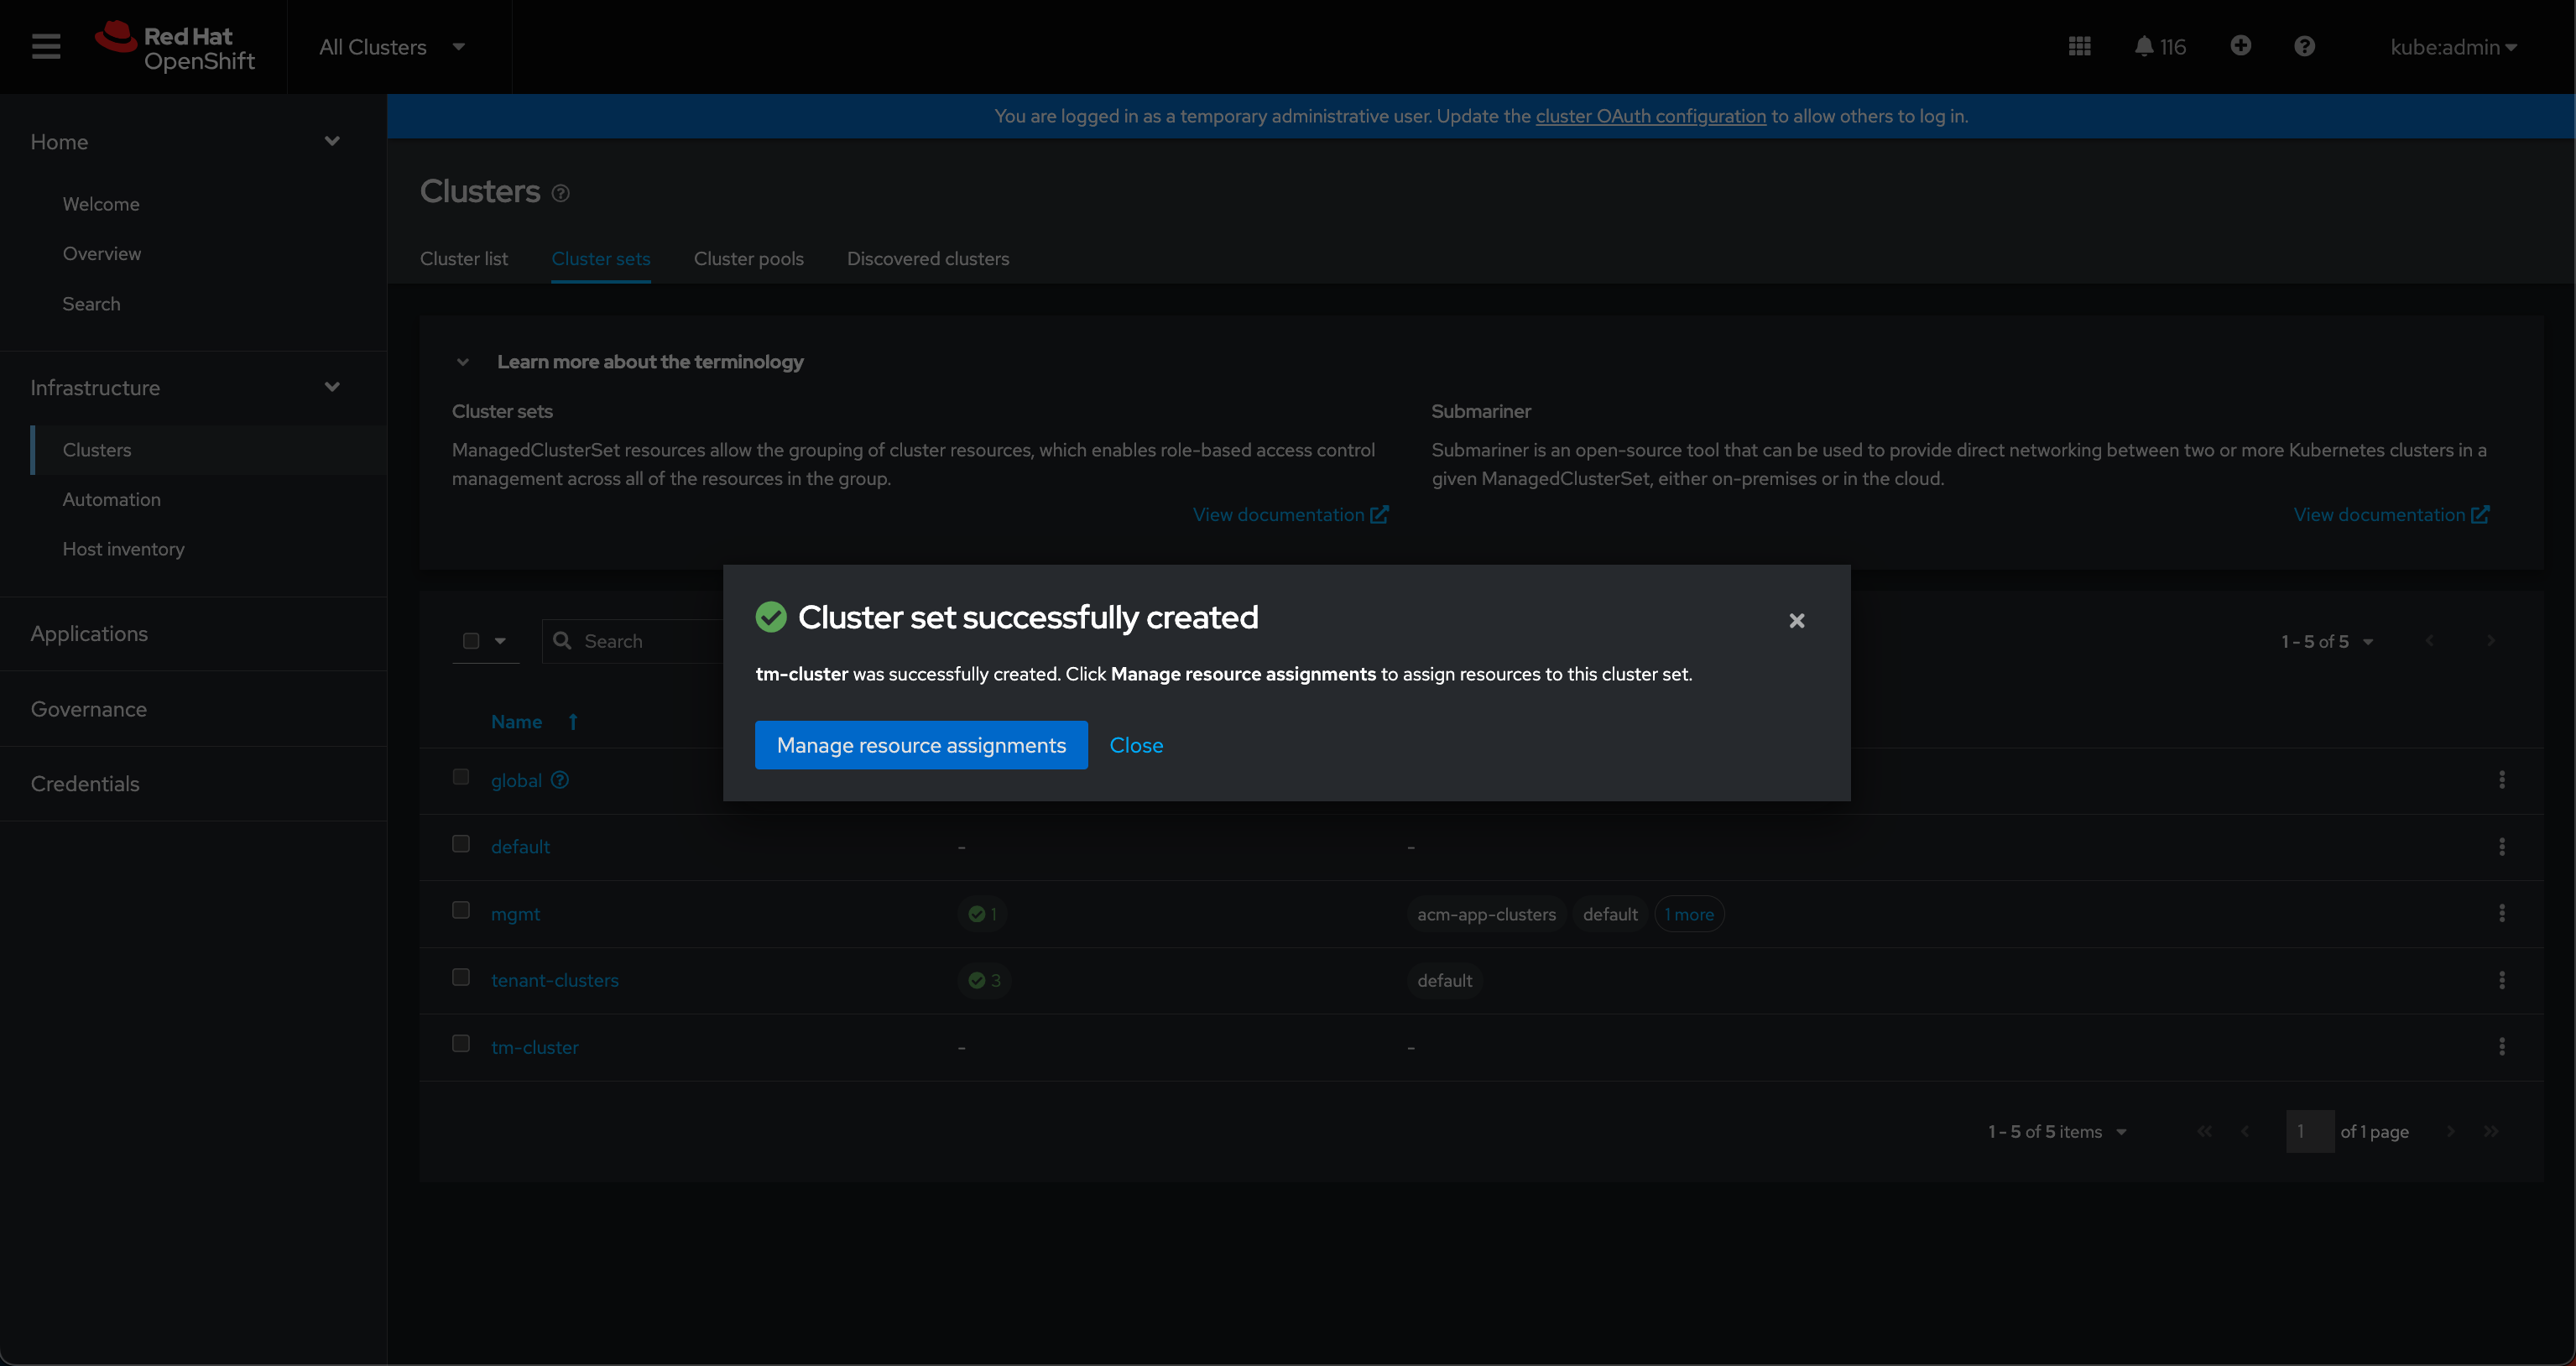 Red Hat
OpenShift
All Clusters
116
kube:admin
You are logged in as a temporary administrative user. Update the cluster OAuth configuration to allow others to log in.
Home
Welcome
Overview
Search
Infrastructure
Clusters
Automation
Host inventory
Applications
Governance
Credentials
Clusters
Cluster list
Cluster sets
Cluster pools
Discovered clusters
Learn more about the terminology
Cluster sets
ManagedClusterSet resources allow the grouping of cluster resources, which enables role-based access control
management across all of the resources in the group.
View documentation
Submariner
Submariner is an open-source tool that can be used to provide direct networking between two or more Kubernetes clusters in a
given ManagedClusterSet, either on-premises or in the cloud.
View documentation
Cluster set successfully created
tm-cluster was successfully created. Click Manage resource assignments to assign resources to this cluster set.
Manage resource assignments
Close
Search
1 - 5 of 5
Name
global
default - -
mgmt 1 acm-app-clusters default 1 more
tenant-clusters 3 default
tm-cluster - -
1 - 5 of 5 items
1 of 1 page